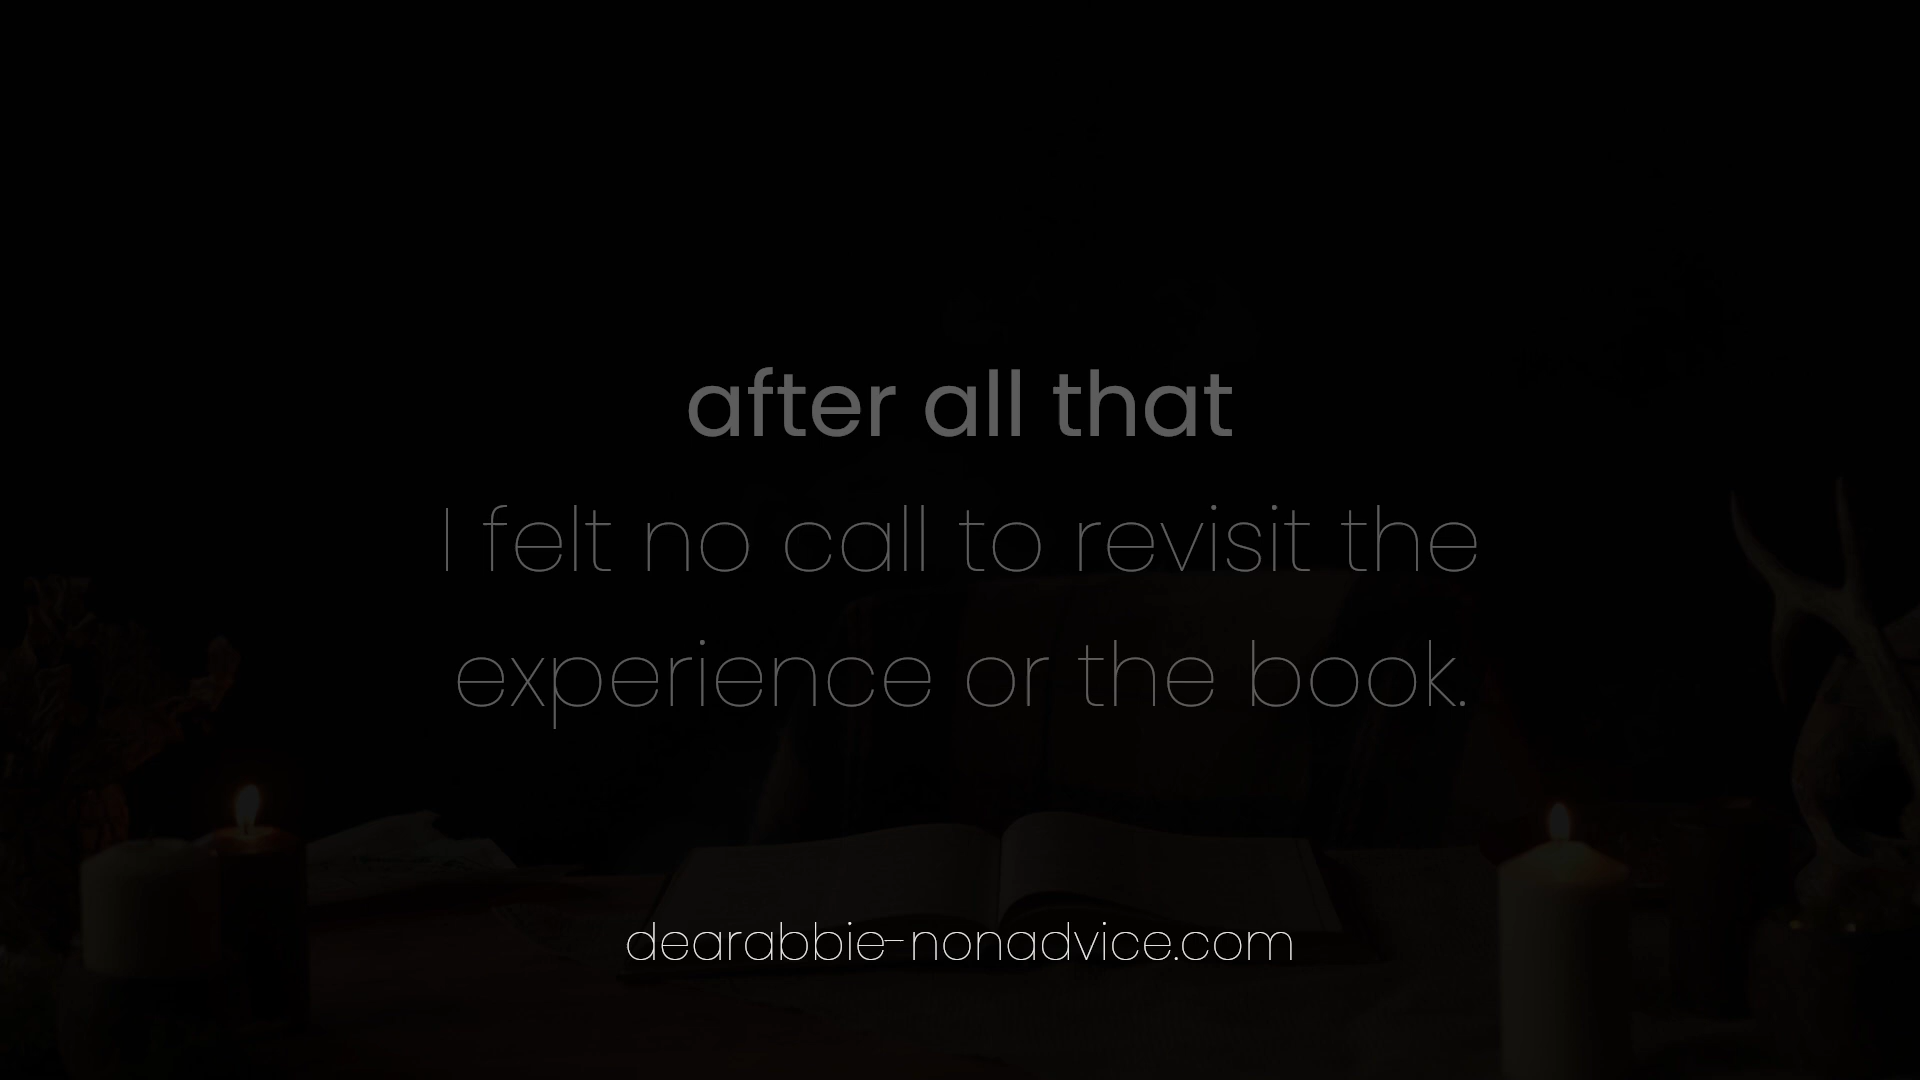 after all that
I felt no call to revisit the
experience or the book.
dearabbie-nonadvice.com